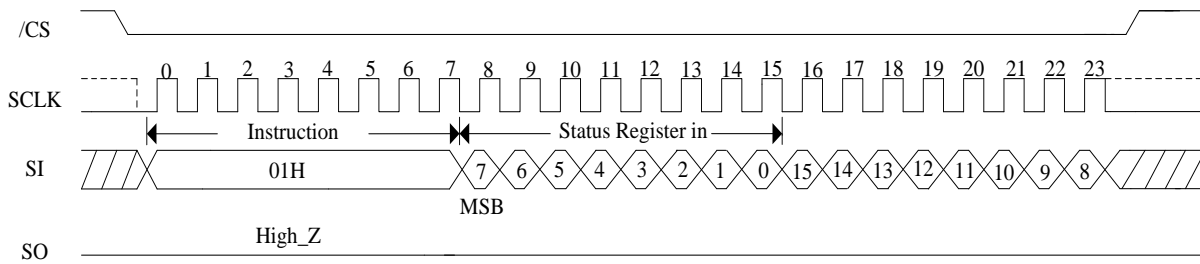 /CS
0 1 2 3 4 5 6 7 8 9 10 11 12 13 14 15 16 17 18 19 20 21 22 23
SCLK
Instruction Status Register in
SI 01H 7 6 5 4 3 2 1 0 15 14 13 12 11 10 9 8
MSB
High_Z
SO